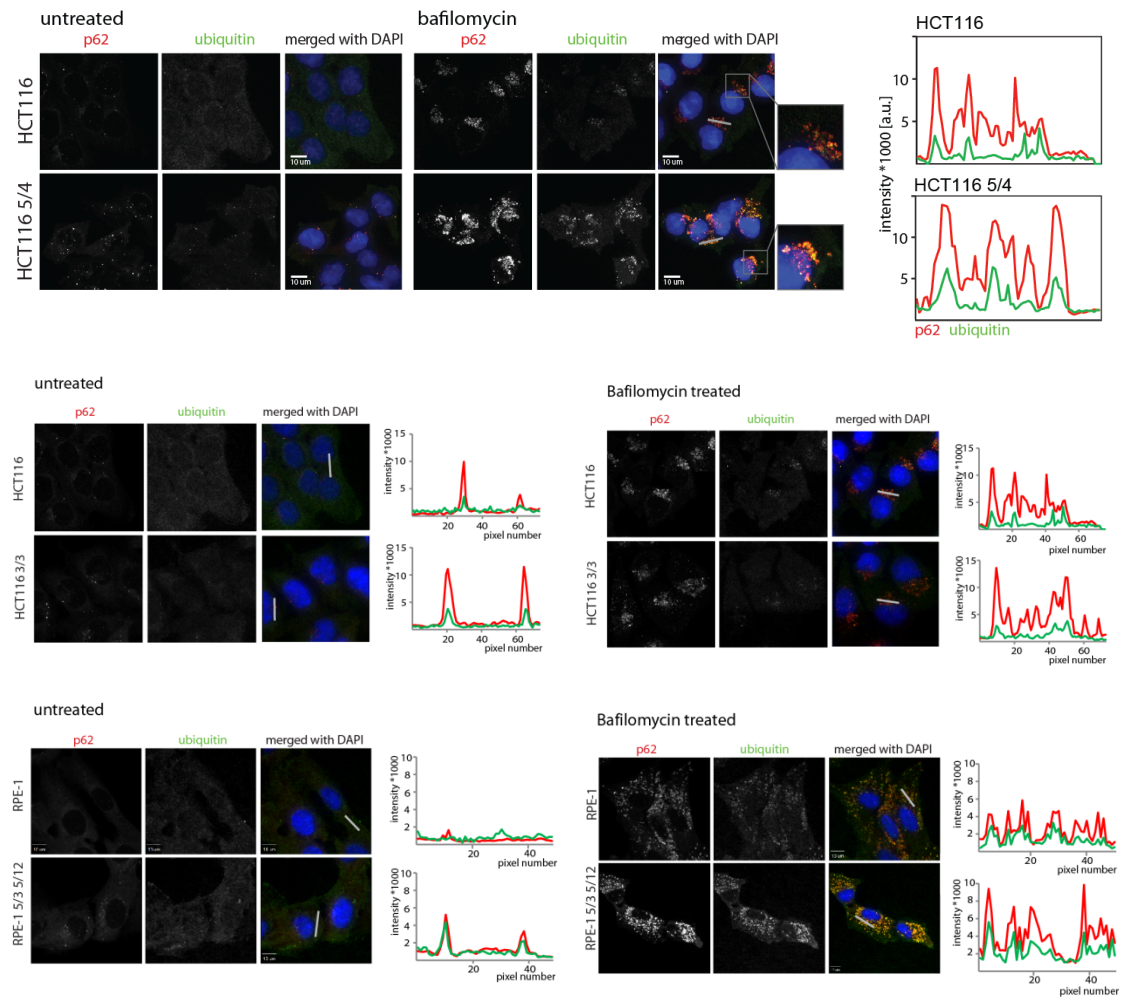 untreated
p62 ubiquitin merged with DAPI
HCT116
10 um
HCT116 5/4
10 um
bafilomycin
p62 ubiquitin merged with DAPI
10 um
10 um
HCT116
10
5
intensity *1000 [a.u.]
HCT116 5/4
10
5
p62 ubiquitin
untreated
p62 ubiquitin merged with DAPI
HCT116
HCT116 3/3
intensity *1000
15
10
5
20 40 60
pixel number
intensity *1000
15
10
5
20 40 60
pixel number
Bafilomycin treated
p62 ubiquitin merged with DAPI
HCT116
HCT116 3/3
intensity *1000
15
10
5
20 40 60
pixel number
intensity *1000
15
10
5
20 40 60
pixel number
untreated
p62 ubiquitin merged with DAPI
RPE-1
RPE-1 5/3 5/12
intensity *1000
10
8
6
4
2
20 40
pixel number
intensity *1000
10
8
6
4
2
20 40
pixel number
Bafilomycin treated
p62 ubiquitin merged with DAPI
RPE-1
RPE-1 5/3 5/12
intensity *1000
10
8
6
4
2
20 40
pixel number
intensity *1000
10
8
6
4
2
20 40
pixel number